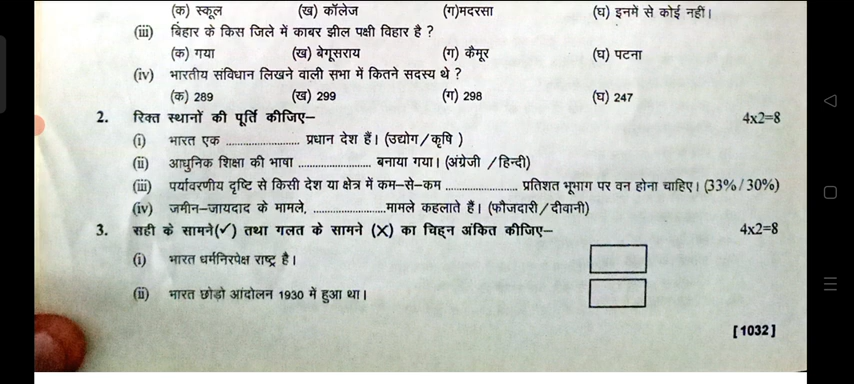 (क) स्कूल (ख) कॉलेज (ग)मदरसा (घ) इनमें से कोई नहीं।
(iii) बिहार के किस जिले में काबर झील पक्षी विहार है ?
(क) गया (ख) बेगूसराय (ग) कैमूर (घ) पटना
(iv) भारतीय संविधान लिखने वाली सभा में कितने सदस्य थे ?
(क) 289 (ख) 299 (ग) 298 (घ) 247
2. रिक्त स्थानों की पूर्ति कीजिए– 4x2=8
(i) भारत एक ........................ प्रधान देश हैं। (उद्योग/कृषि )
(ii) आधुनिक शिक्षा की भाषा ........................ बनाया गया। (अंग्रेजी /हिन्दी)
(iii) पर्यावरणीय दृष्टि से किसी देश या क्षेत्र में कम–से–कम ........................ प्रतिशत भूभाग पर वन होना चाहिए। (33%/30%)
(iv) जमीन–जायदाद के मामले, ........................मामले कहलाते हैं। (फौजदारी/दीवानी)
3. सही के सामने(✓) तथा गलत के सामने (X) का चिह्न अंकित कीजिए– 4x2=8
(i) भारत धर्मनिरपेक्ष राष्ट्र है।
(ii) भारत छोड़ो आंदोलन 1930 में हुआ था।
[1032]